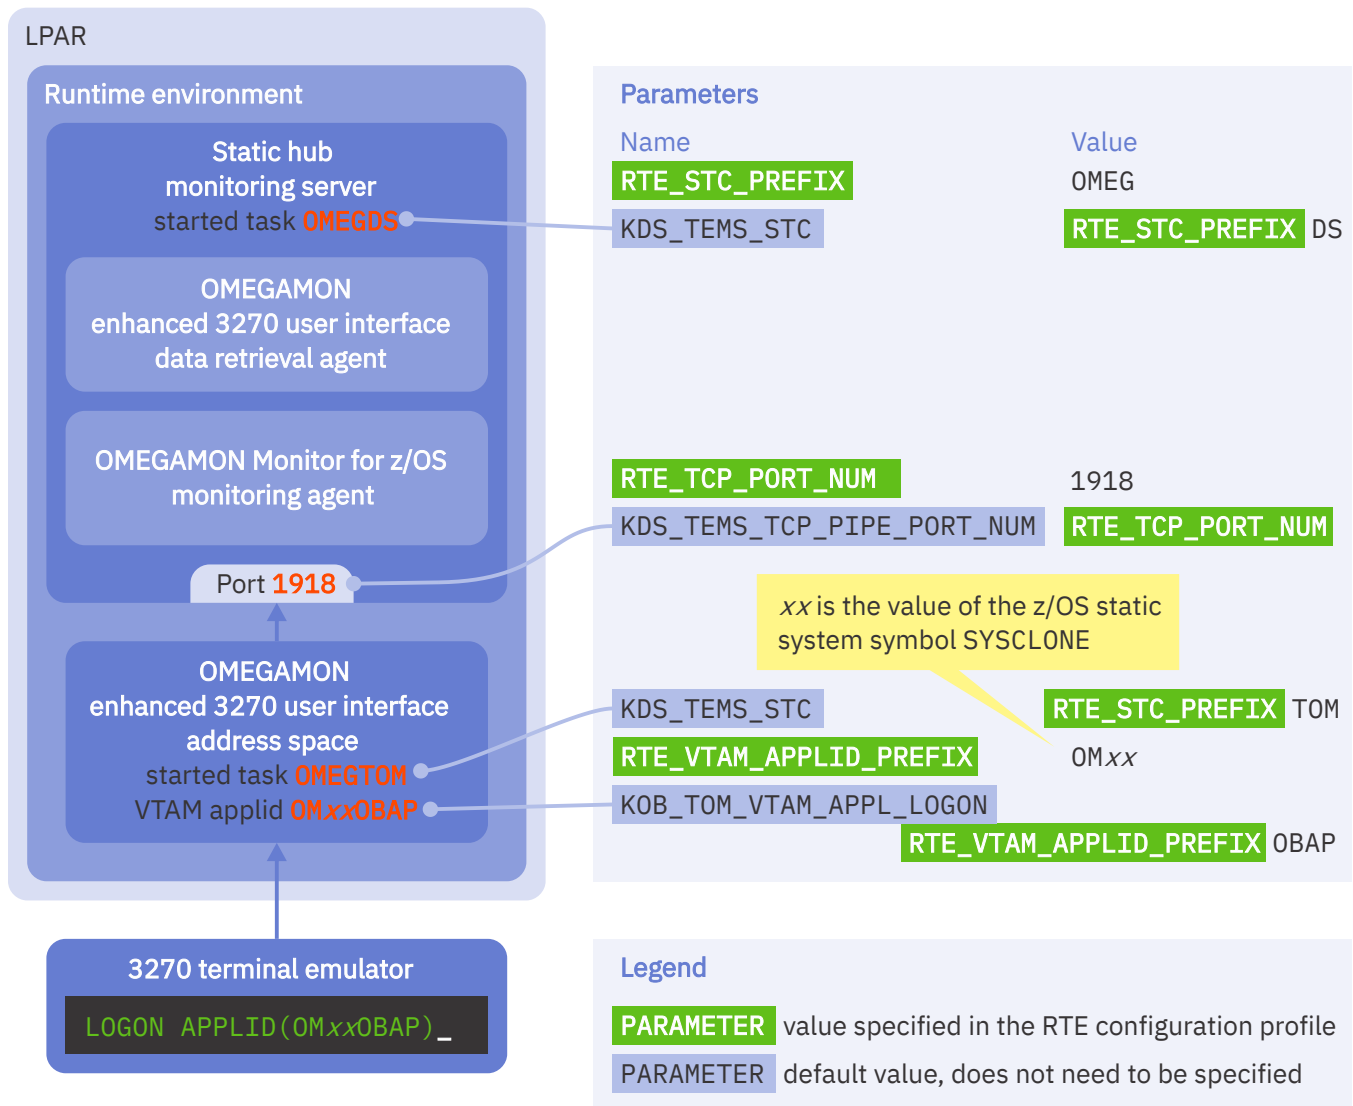 LPAR
Runtime environment
Static hub
monitoring server
started task OMEGDS
OMEGAMON
enhanced 3270 user interface
data retrieval agent
OMEGAMON Monitor for z/OS
monitoring agent
Port 1918
OMEGAMON
enhanced 3270 user interface
address space
started task OMEGTOM
VTAM applid OMxxOBAP
3270 terminal emulator
LOGON APPLID(OMxxOBAP)_
Parameters
Name Value
RTE_STC_PREFIX OMEG
KDS_TEMS_STC RTE_STC_PREFIX DS
RTE_TCP_PORT_NUM 1918
KDS_TEMS_TCP_PIPE_PORT_NUM RTE_TCP_PORT_NUM
xx is the value of the z/OS static
system symbol SYSCLONE
KDS_TEMS_STC RTE_STC_PREFIX TOM
RTE_VTAM_APPLID_PREFIX OMxx
KOB_TOM_VTAM_APPL_LOGON
RTE_VTAM_APPLID_PREFIX OBAP
Legend
PARAMETER value specified in the RTE configuration profile
PARAMETER default value, does not need to be specified